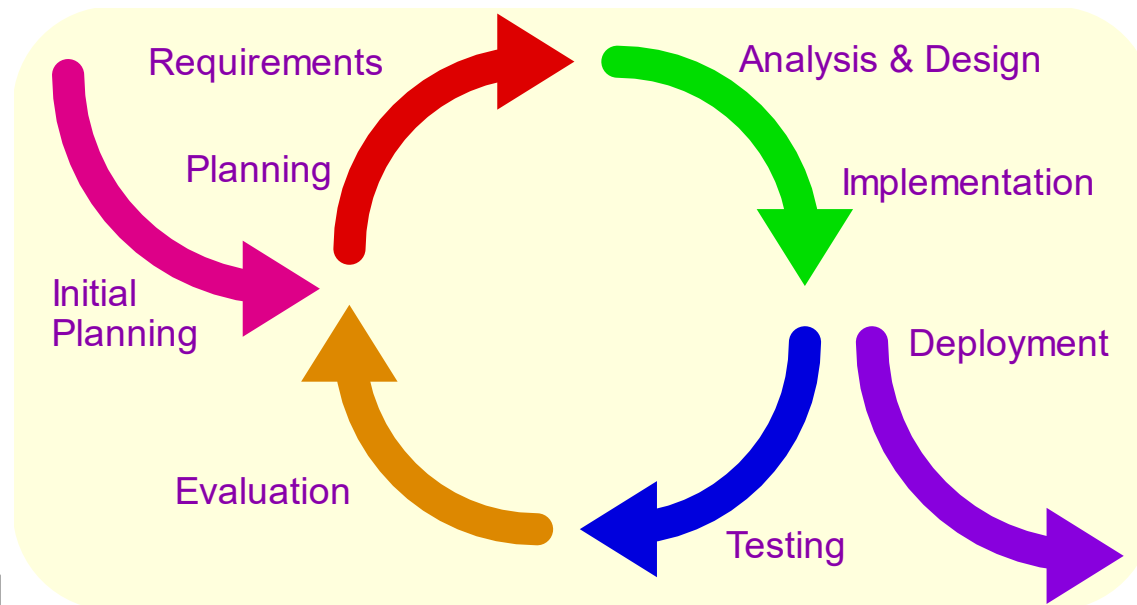 Requirements
Analysis & Design
Planning
Implementation
Initial
Planning
Deployment
Evaluation
Testing